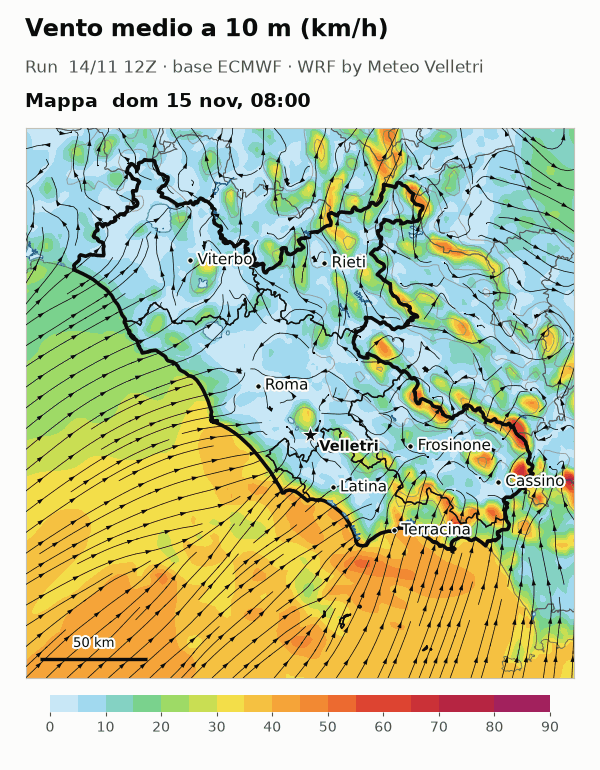 Vento medio a 10 m (km/h)
Run 14/11 12Z · base ECMWF · WRF by Meteo Velletri
Mappa dom 15 nov, 08:00
Viterbo
Rieti
Roma
Velletri
Frosinone
Latina
Cassino
Terracina
50 km
0 10 20 30 40 50 60 70 80 90